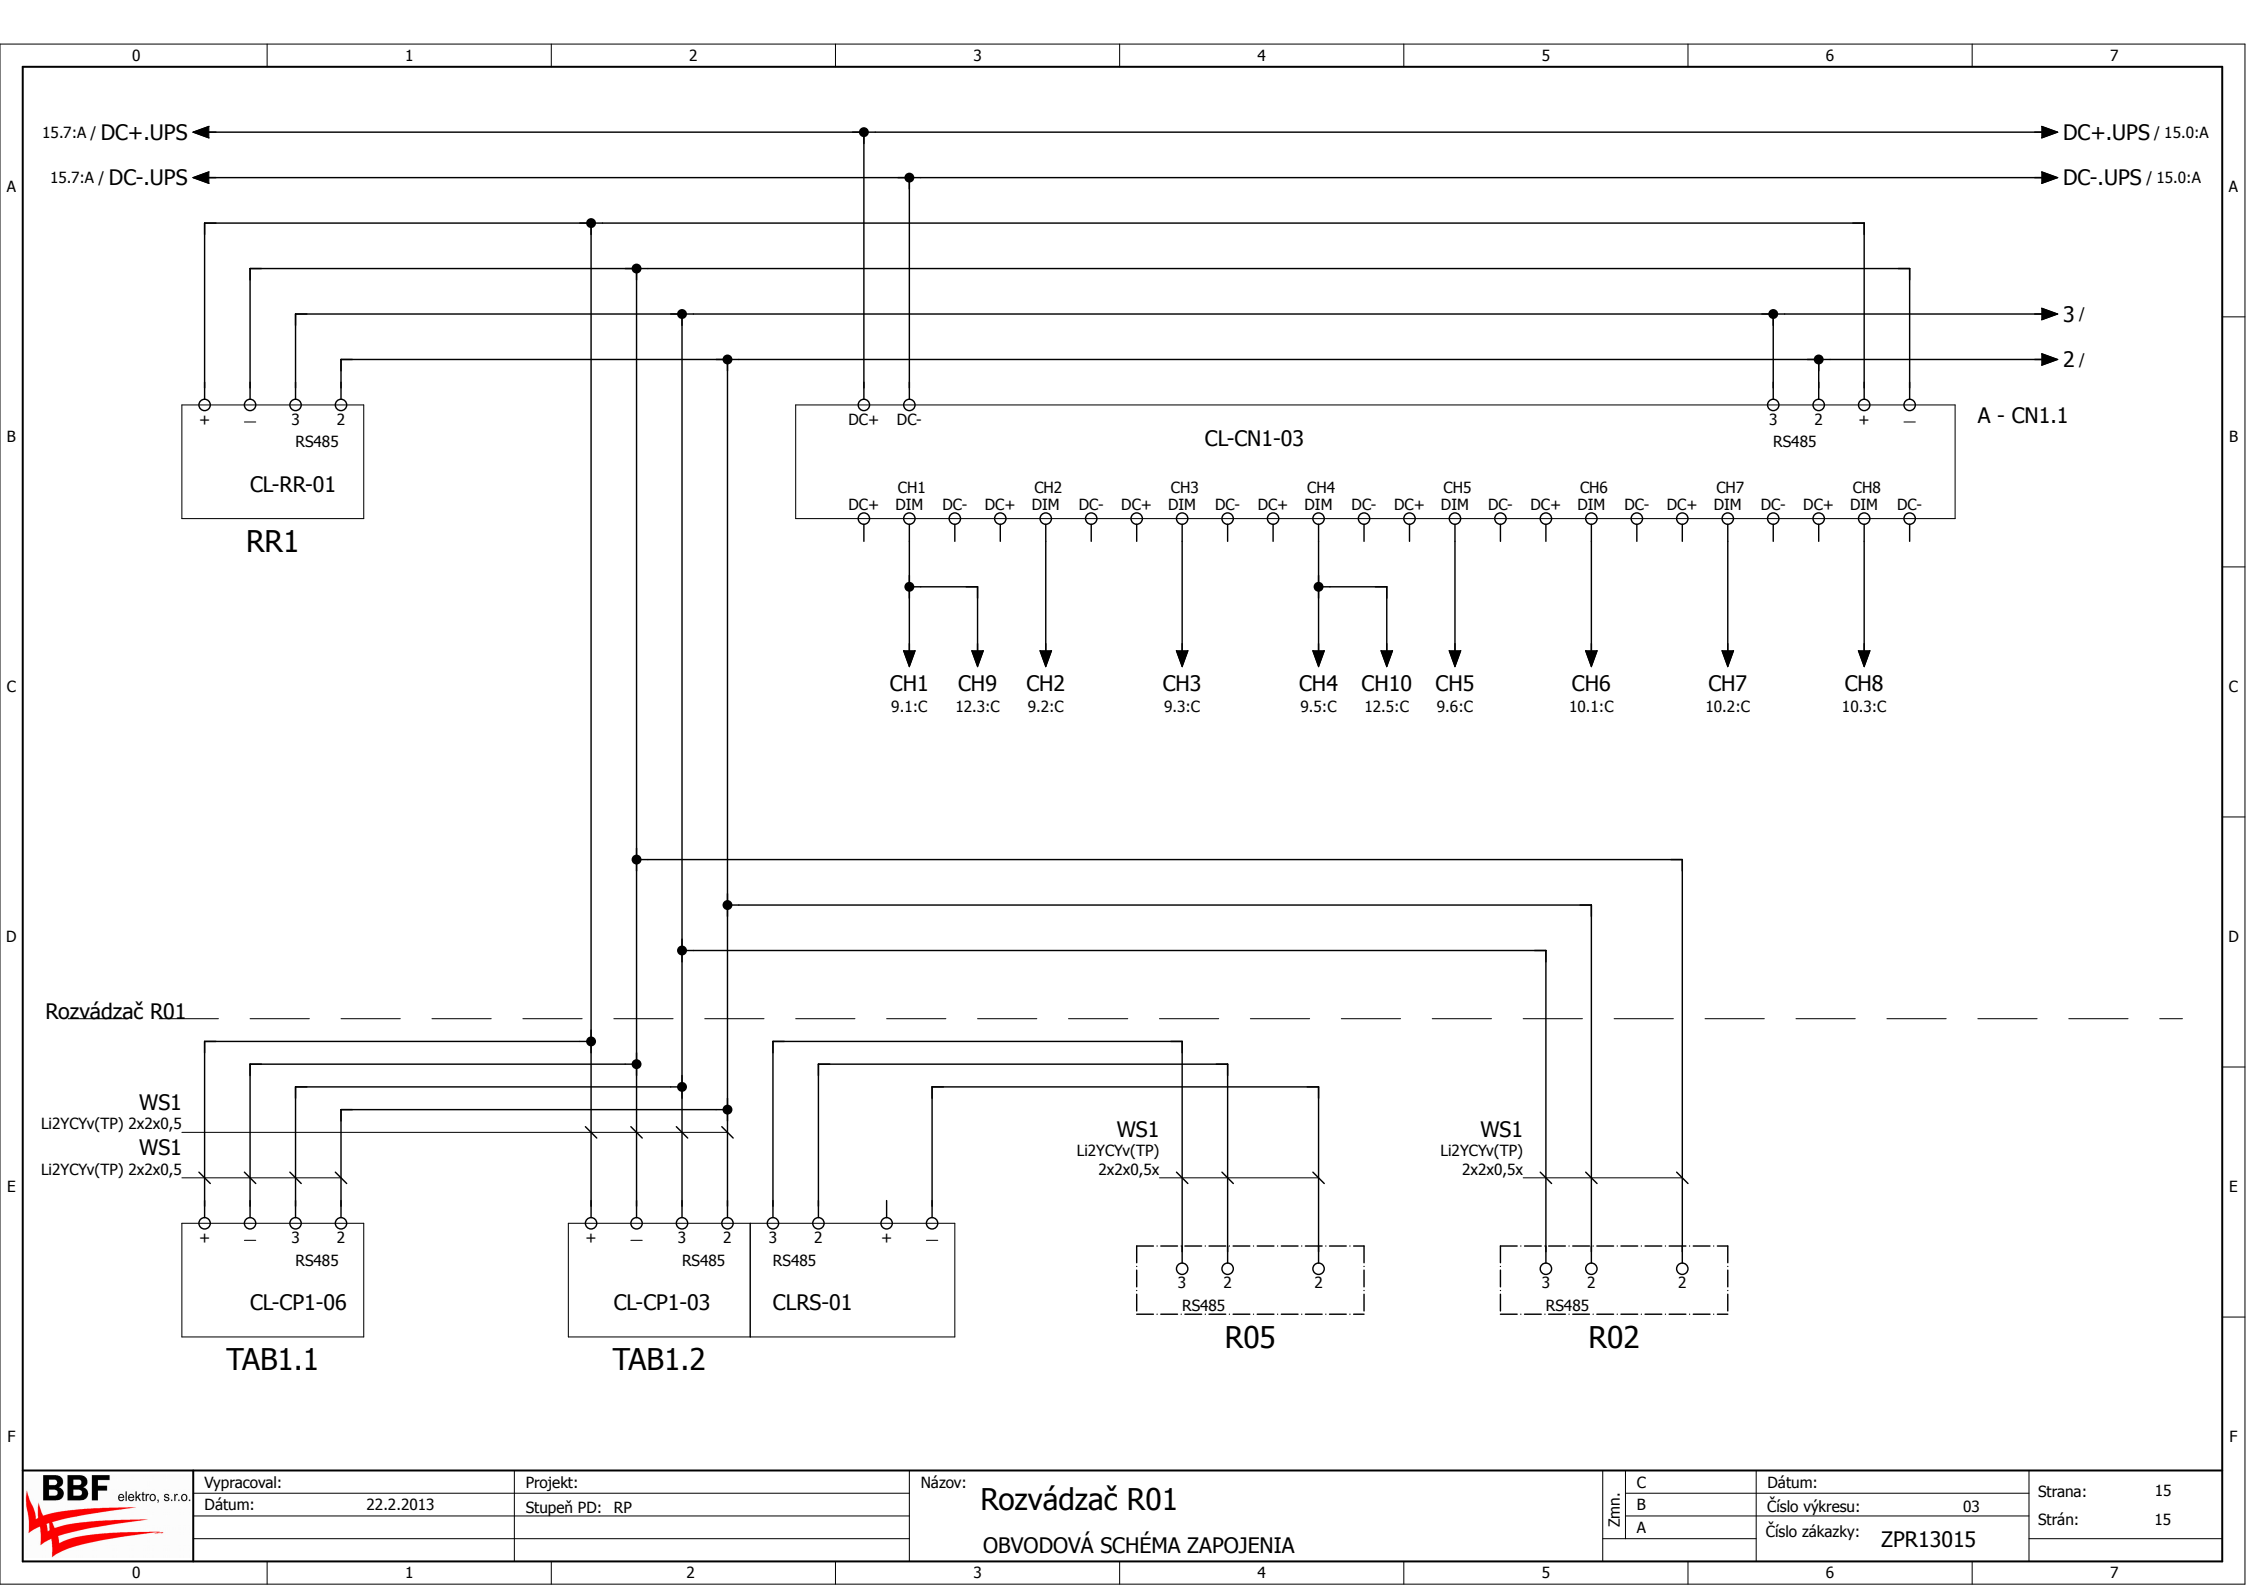 0 1 2 3 4 5 6 7
15.7:A / DC+.UPS DC+.UPS / 15.0:A
15.7:A / DC-.UPS DC-.UPS / 15.0:A
A A
3 /
2 /
+ — 3 2
RS485
CL-RR-01
RR1
DC+ DC- 3 2 + —
RS485
CL-CN1-03
A - CN1.1
B B
CH1 CH2 CH3 CH4 CH5 CH6 CH7 CH8
DC+ DIM DC- DC+ DIM DC- DC+ DIM DC- DC+ DIM DC- DC+ DIM DC- DC+ DIM DC- DC+ DIM DC- DC+ DIM DC-
CH1 CH9 CH2 CH3 CH4 CH10 CH5 CH6 CH7 CH8
9.1:C 12.3:C 9.2:C 9.3:C 9.5:C 12.5:C 9.6:C 10.1:C 10.2:C 10.3:C
C C
D D
Rozvádzač R01
WS1
Li2YCYv(TP) 2x2x0,5
WS1
Li2YCYv(TP) 2x2x0,5
WS1
Li2YCYv(TP)
2x2x0,5x
WS1
Li2YCYv(TP)
2x2x0,5x
E E
+ — 3 2
RS485
CL-CP1-06
TAB1.1
+ — 3 2
RS485
CL-CP1-03
TAB1.2
3 2 + —
RS485
CLRS-01
3 2 2
RS485
R05
3 2 2
RS485
R02
F F
BBF elektro, s.r.o.
Vypracoval:
Dátum: 22.2.2013
Projekt:
Stupeň PD: RP
Názov: Rozvádzač R01
OBVODOVÁ SCHÉMA ZAPOJENIA
Zmn.
C
B
A
Dátum:
Číslo výkresu: 03
Číslo zákazky: ZPR13015
Strana: 15
Strán: 15
0 1 2 3 4 5 6 7